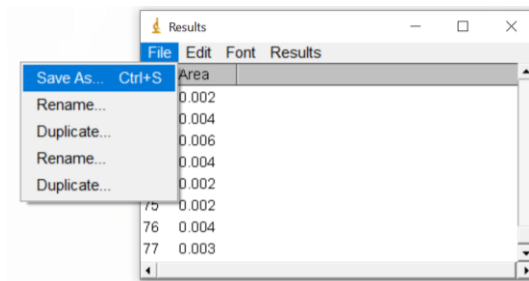 Results
File Edit Font Results
Area
Save As... Ctrl+S
Rename...
Duplicate...
Rename...
Duplicate...
0.002
0.004
0.006
0.004
0.002
75 0.002
76 0.004
77 0.003